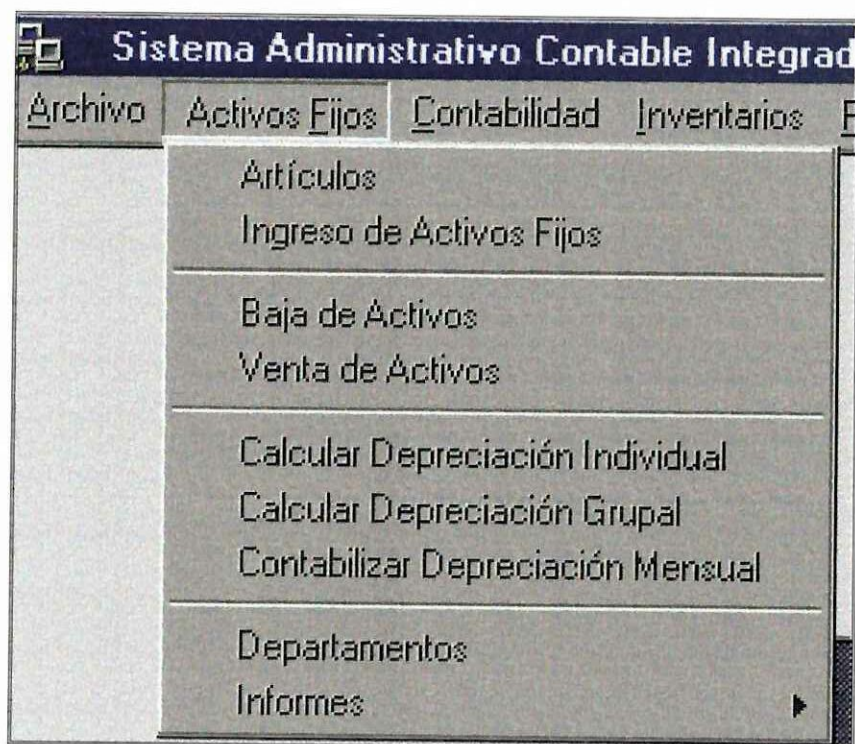 Sistema Administrativo Contable Integrad
Archivo Activos Fijos Contabilidad Inventarios
Artículos
Ingreso de Activos Fijos
Baja de Activos
Venta de Activos
Calcular Depreciación Individual
Calcular Depreciación Grupal
Contabilizar Depreciación Mensual
Departamentos
Informes